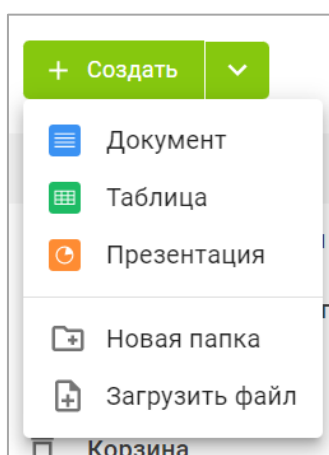 + Создать
Документ
Таблица
Презентация
Новая папка
Загрузить файл
Корзина